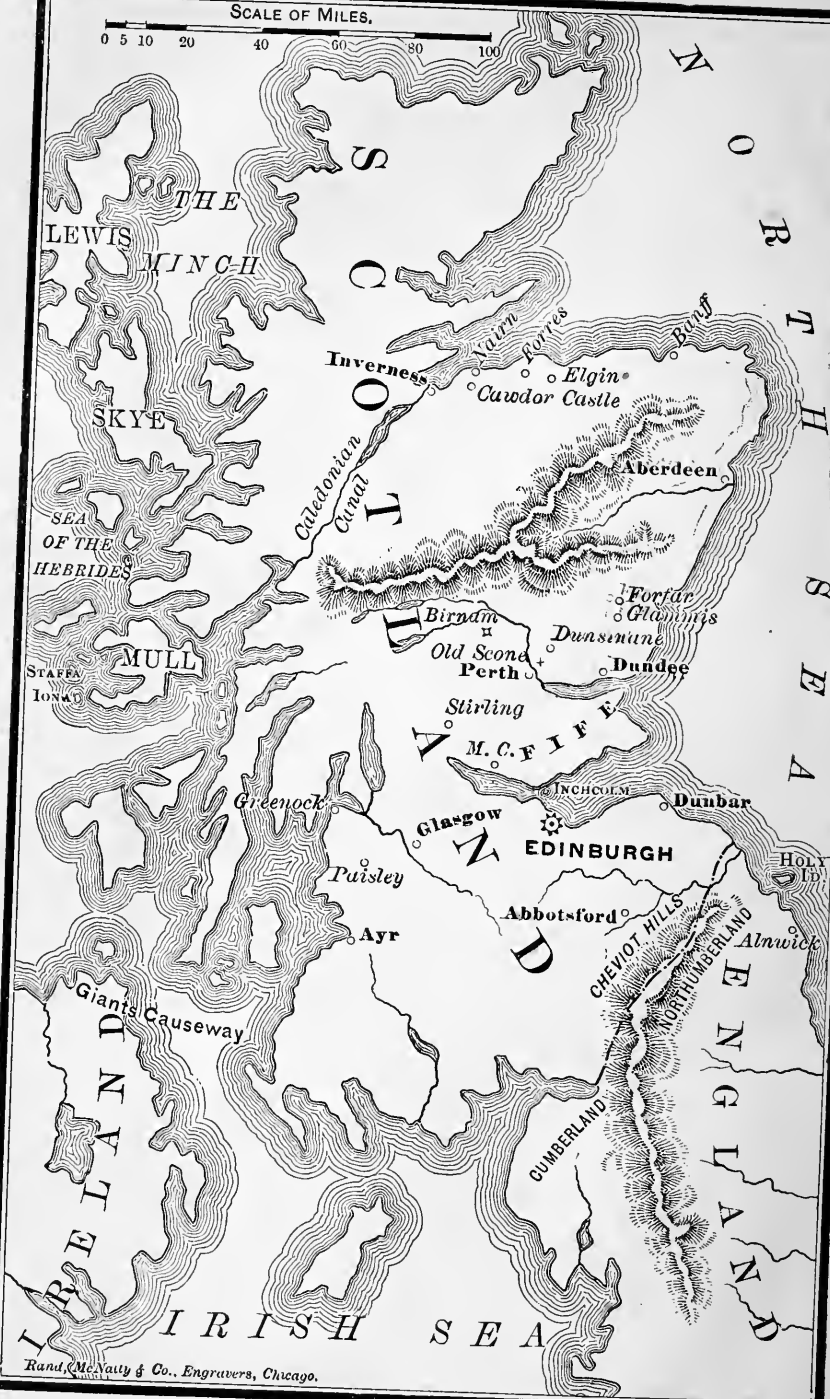 SCALE OF MILES.
0 5 10 20 40 60 80 100
NORTH SEA
SCOTLAND
THE
MINCH
LEWIS
Nairn
Forres
Banff
Inverness
Elgin
Cawdor Castle
SKYE
Caledonian
Canal
Aberdeen
SEA
OF THE
HEBRIDES
Forfar
Glammis
Birnam
Dunsinane
MULL
Old Scone
STAFFA
Perth
Dundee
IONA
Stirling
FIFE
M. C.
INCHCOLM
Greenock
Dunbar
Glasgow
EDINBURGH
HOLY
ID.
Paisley
Abbotsford
CHEVIOT HILLS
NORTHUMBERLAND
Alnwick
Ayr
ENGLAND
Giants Causeway
IRELAND
CUMBERLAND
IRISH SEA
Rand, McNally & Co., Engravers, Chicago.